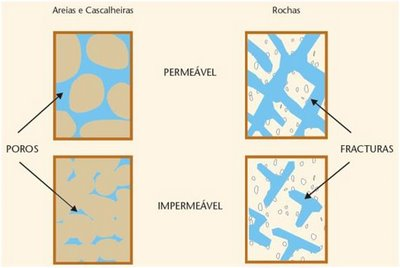 Areias e Cascalheiras
Rochas
PERMEÁVEL
POROS
FRACTURAS
IMPERMEÁVEL